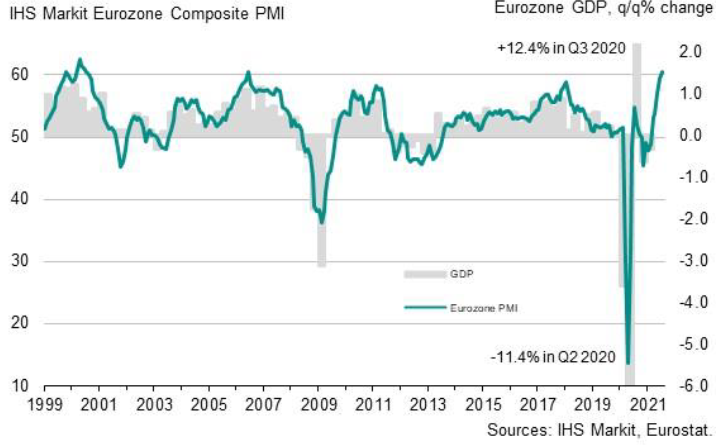 IHS Markit Eurozone Composite PMI
Eurozone GDP, q/q% change
+12.4% in Q3 2020
60
50
40
30
20
10
2.0
1.0
0.0
-1.0
-2.0
-3.0
-4.0
-5.0
-6.0
GDP
Eurozone PMI
-11.4% in Q2 2020
1999 2001 2003 2005 2007 2009 2011 2013 2015 2017 2019 2021
Sources: IHS Markit, Eurostat.